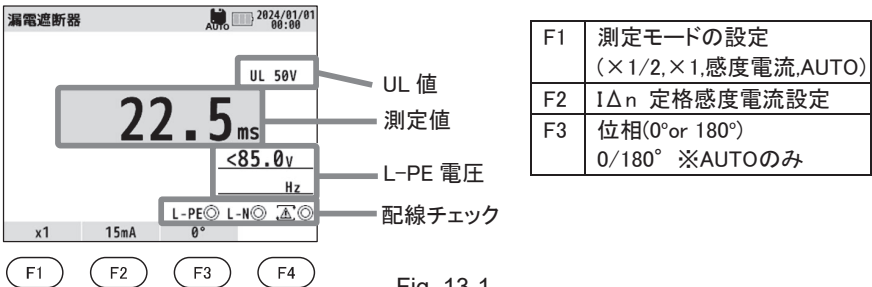 漏電遮断器
AUTO
2024/01/01
00:00
UL 50V
UL 値
22.5ms
測定値
<85.0V
Hz
L-PE 電圧
L-PE◎ L-N◎ ⚠◎
配線チェック
x1 15mA 0°
F1 F2 F3 F4
F1 測定モードの設定
(×1/2,×1,感度電流,AUTO)
F2 IΔn 定格感度電流設定
F3 位相(0°or 180°)
0/180° ※AUTOのみ
Fig. 13-1